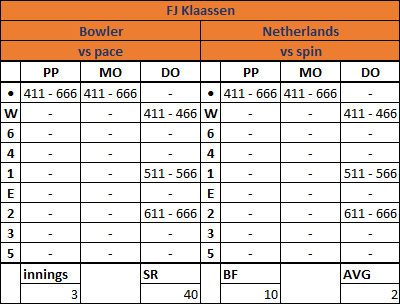 FJ Klaassen
Bowler Netherlands
vs pace vs spin
PP MO DO PP MO DO
• 411 - 666 411 - 666 - • 411 - 666 411 - 666 -
W - - 411 - 466 W - - 411 - 466
6 - - - 6 - - -
4 - - - 4 - - -
1 - - 511 - 566 1 - - 511 - 566
E - - - E - - -
2 - - 611 - 666 2 - - 611 - 666
3 - - - 3 - - -
5 - - - 5 - - -
innings SR BF AVG
3 40 10 2